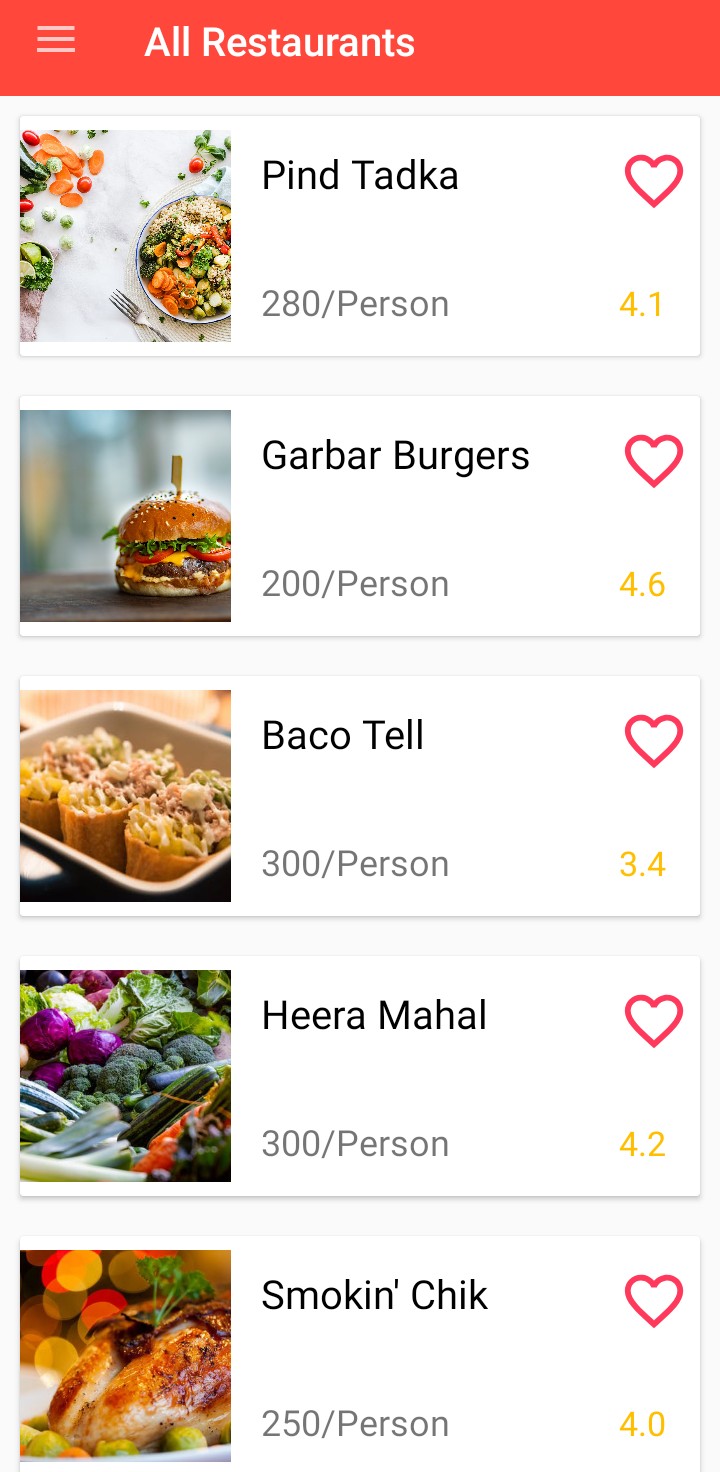 All Restaurants
Pind Tadka
280/Person 4.1
Garbar Burgers
200/Person 4.6
Baco Tell
300/Person 3.4
Heera Mahal
300/Person 4.2
Smokin' Chik
250/Person 4.0